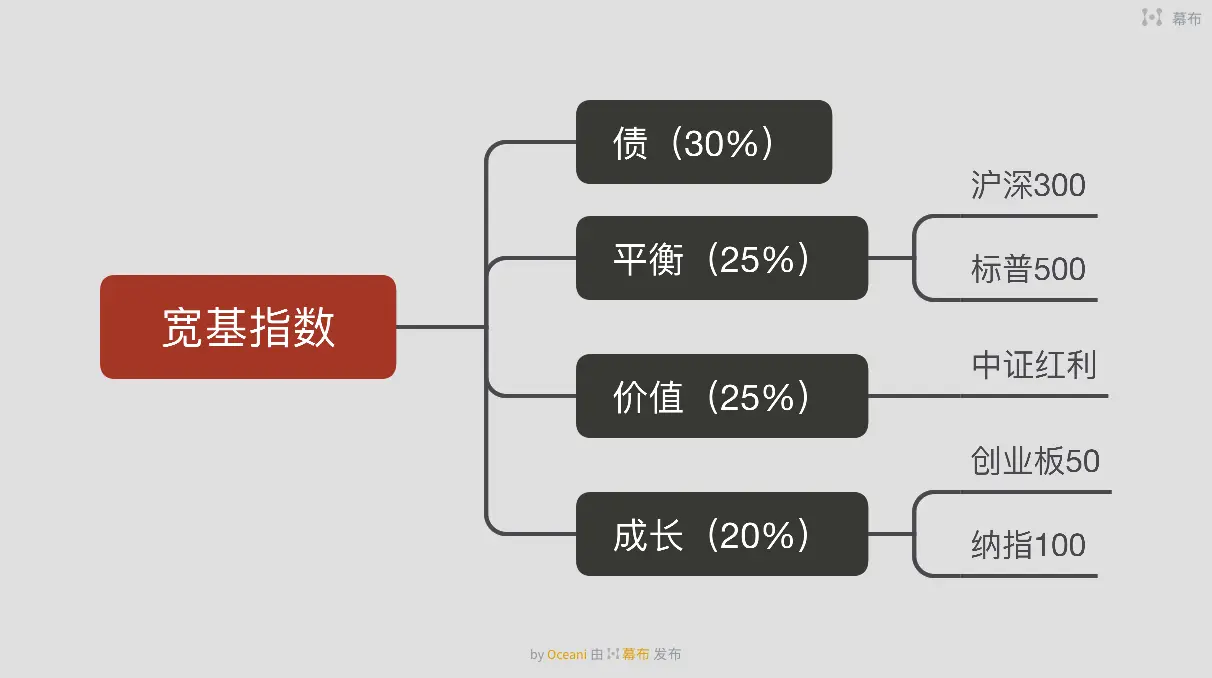 幕布
宽基指数
债（30%）
平衡（25%）
沪深300
标普500
价值（25%）
中证红利
成长（20%）
创业板50
纳指100
by Oceani 由 幕布 发布